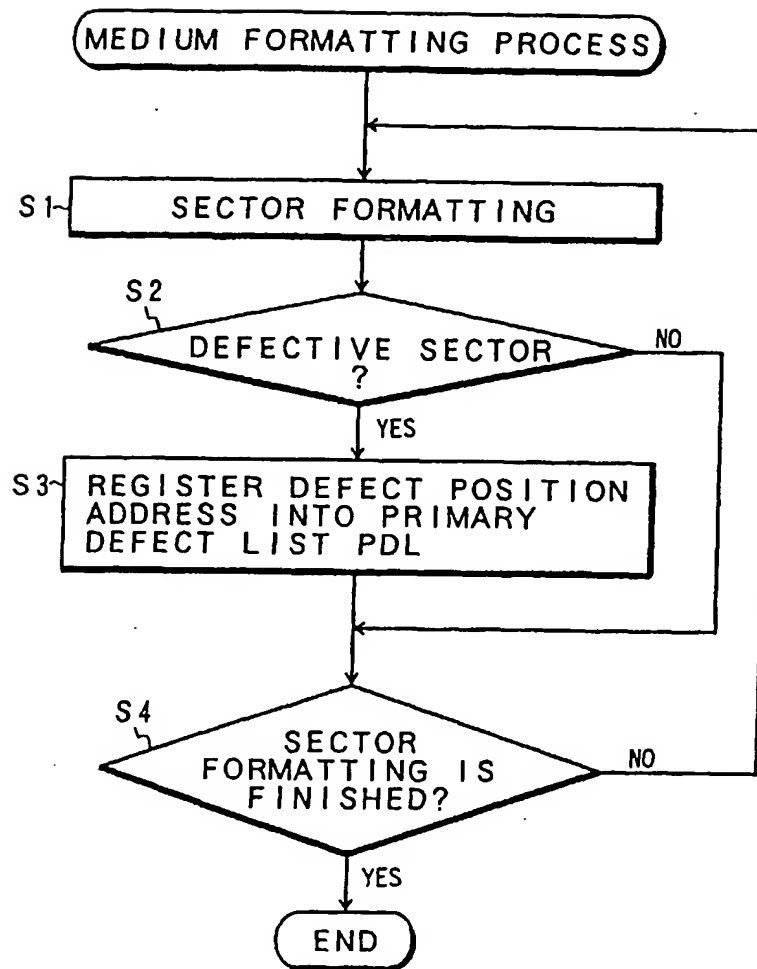 MEDIUM FORMATTING PROCESS
S1
SECTOR FORMATTING
S2
DEFECTIVE SECTOR
?
NO
YES
S3
REGISTER DEFECT POSITION
ADDRESS INTO PRIMARY
DEFECT LIST PDL
S4
SECTOR
FORMATTING IS
FINISHED?
NO
YES
END